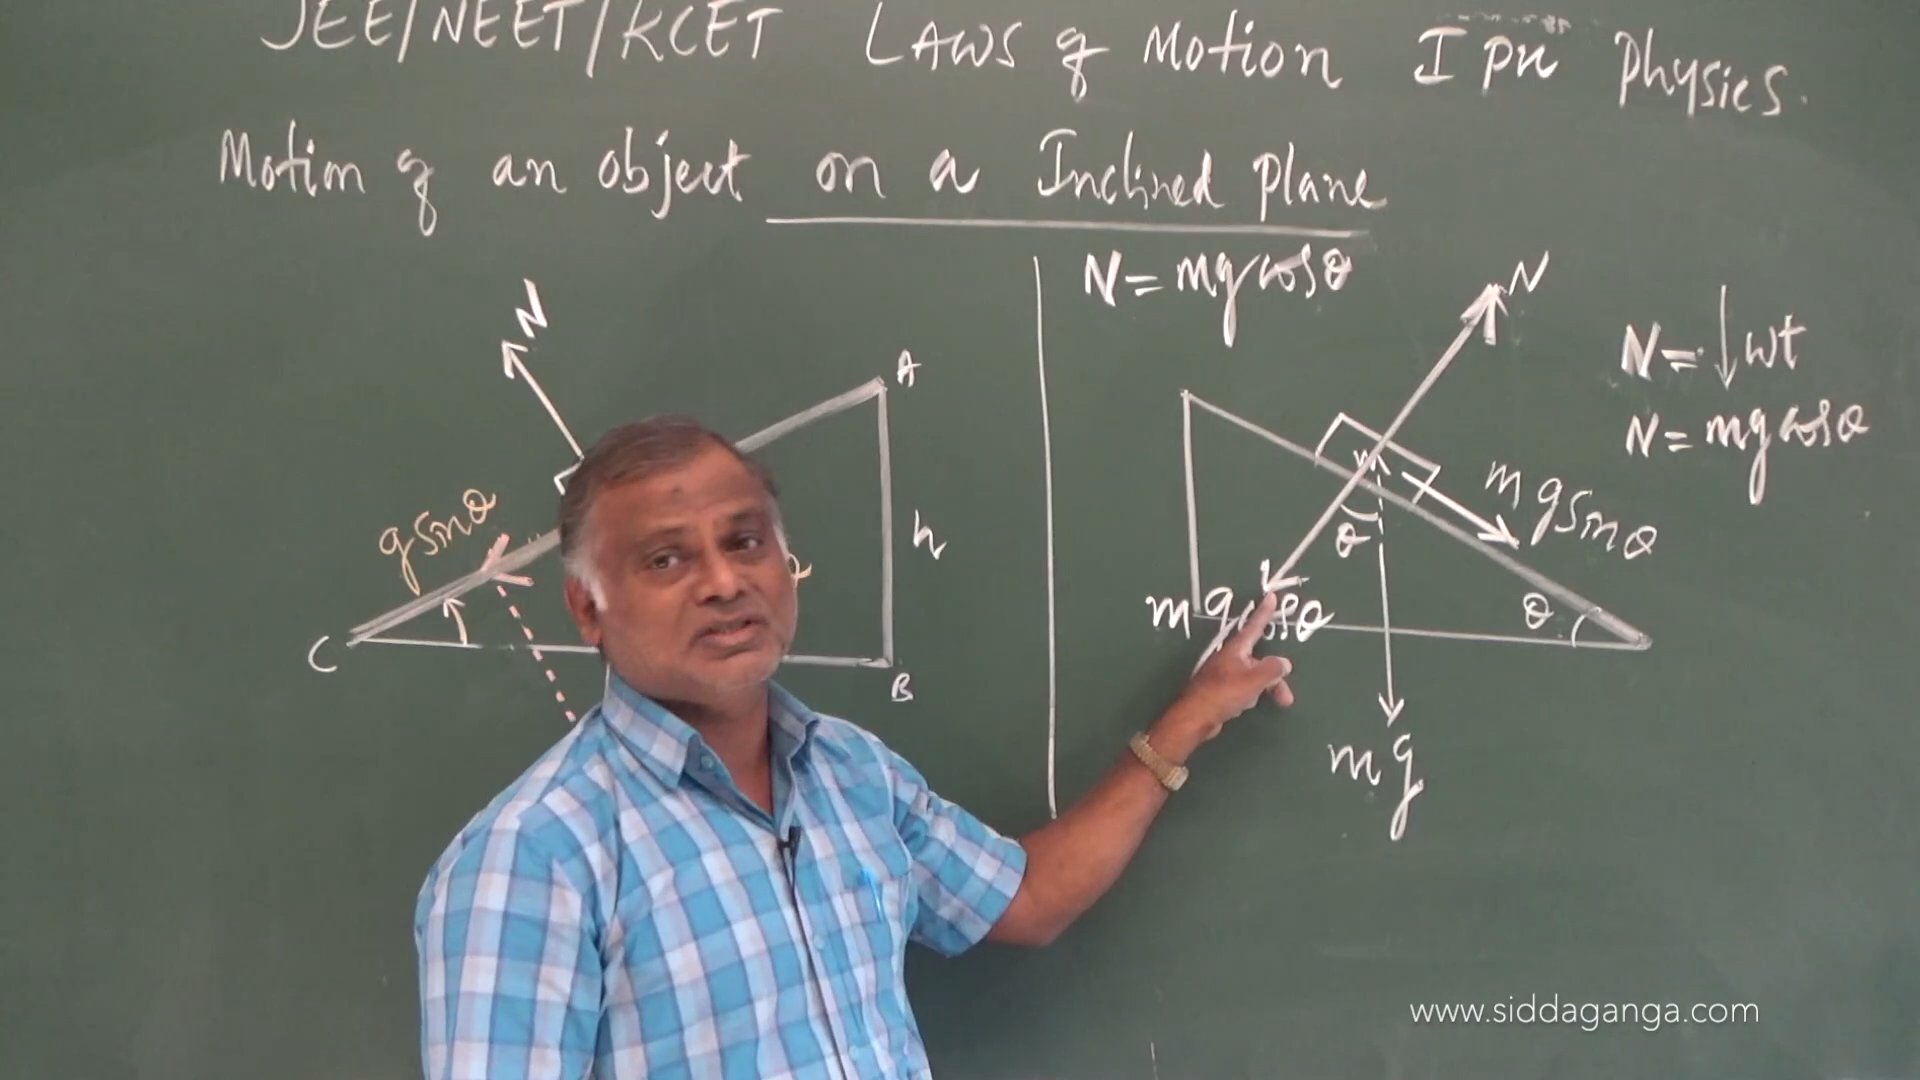 JEE/NEET/KCET LAWS of Motion I PU Physics.
Motion of an object on a Inclined plane
N = mg cosθ
N
N
N = ↓ wt
N = mg cosθ
A
m
mg sinθ
g sinθ
h
θ
θ
mg cosθ
C
B
mg
www.siddaganga.com